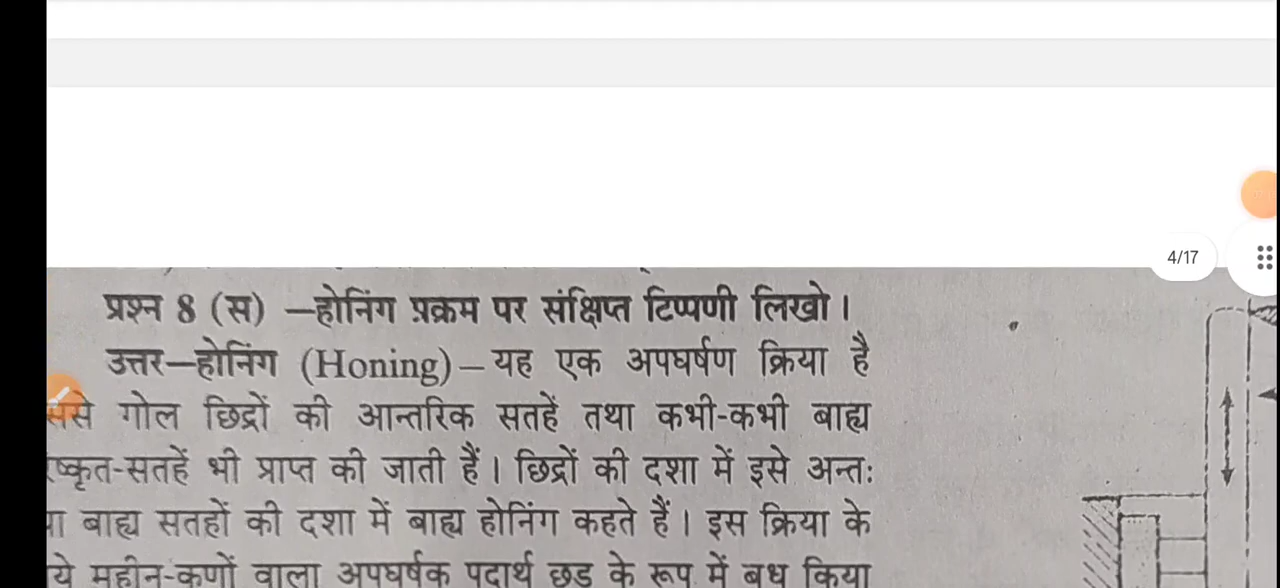 4/17
प्रश्न 8 (स) —होनिंग प्रक्रम पर संक्षिप्त टिप्पणी लिखो।
उत्तर—होनिंग (Honing) – यह एक अपघर्षण क्रिया है
गोल छिद्रों की आन्तरिक सतहें तथा कभी-कभी बाह्य
सतहें भी प्राप्त की जाती हैं। छिद्रों की दशा में इसे अन्तः
बाह्य सतहों की दशा में बाह्य होनिंग कहते हैं। इस क्रिया के
महीन-कणों वाला अपघर्षक पदार्थ छड़ के रूप में बंध किया